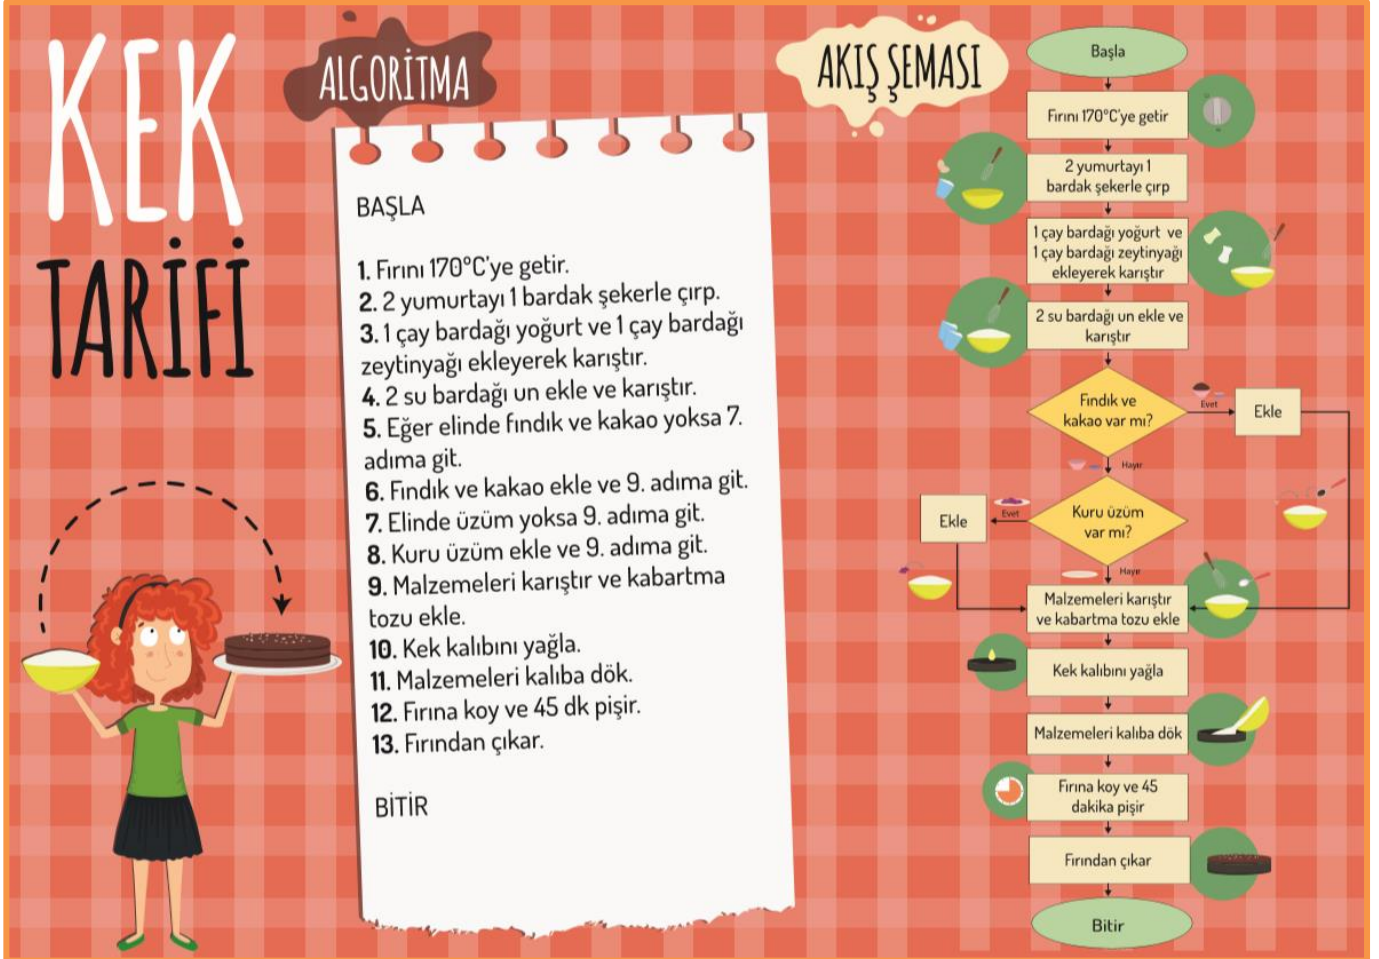 KEK
TARİFİ
ALGORİTMA
BAŞLA
1. Fırını 170°C'ye getir.
2. 2 yumurtayı 1 bardak şekerle çırp.
3. 1 çay bardağı yoğurt ve 1 çay bardağı
zeytinyağı ekleyerek karıştır.
4. 2 su bardağı un ekle ve karıştır.
5. Eğer elinde fındık ve kakao yoksa 7.
adıma git.
6. Fındık ve kakao ekle ve 9. adıma git.
7. Elinde üzüm yoksa 9. adıma git.
8. Kuru üzüm ekle ve 9. adıma git.
9. Malzemeleri karıştır ve kabartma
tozu ekle.
10. Kek kalıbını yağla.
11. Malzemeleri kalıba dök.
12. Fırına koy ve 45 dk pişir.
13. Fırından çıkar.
BİTİR
AKIŞ ŞEMASI
Başla
Fırını 170°C'ye getir
2 yumurtayı 1
bardak şekerle çırp
1 çay bardağı yoğurt ve
1 çay bardağı zeytinyağı
ekleyerek karıştır
2 su bardağı un ekle ve
karıştır
Fındık ve
kakao var mı?
Evet
Ekle
Hayır
Kuru üzüm
var mı?
Evet
Ekle
Hayır
Malzemeleri karıştır
ve kabartma tozu ekle
Kek kalıbını yağla
Malzemeleri kalıba dök
Fırına koy ve 45
dakika pişir
Fırından çıkar
Bitir